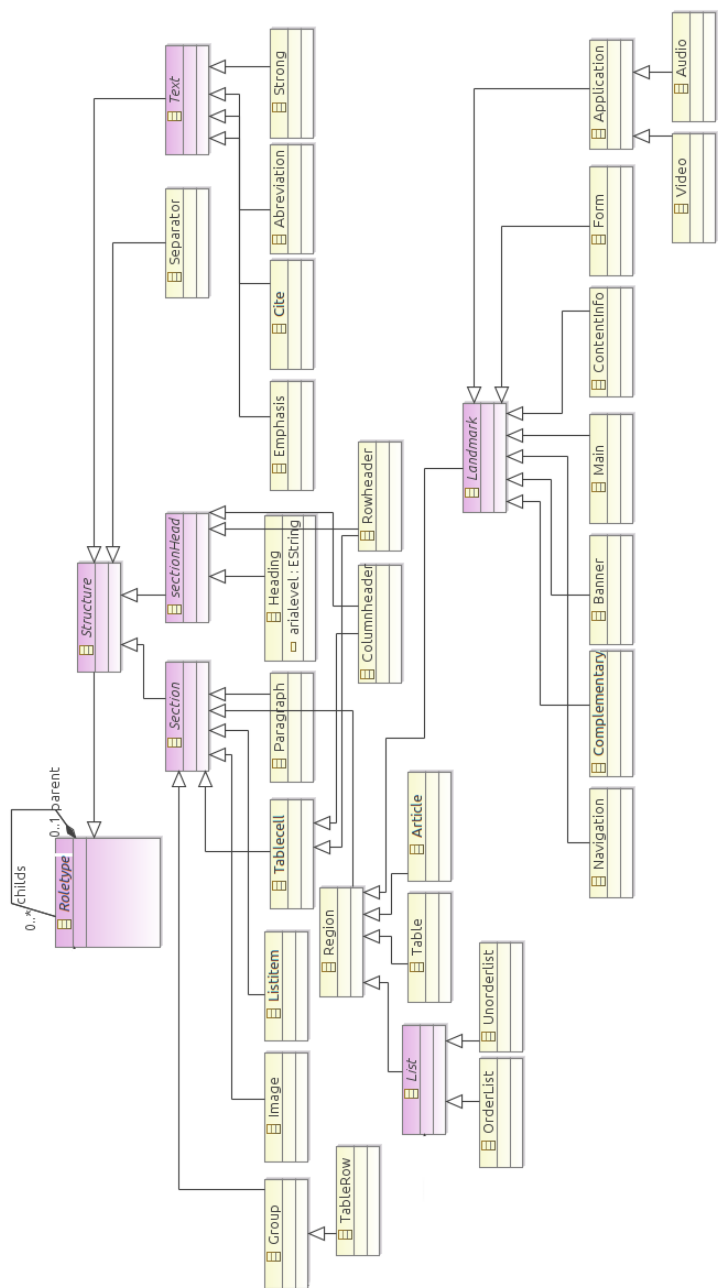 0..* childs
0..1 parent
Roletype
Structure
Group
Image
Listitem
Tablecell
Section
Paragraph
sectionHead
Heading
arialevel : EString
Separator
Text
Emphasis
Cite
Abreviation
Strong
TableRow
Region
Columnheader
Rowheader
List
Table
Article
OrderList
Unorderlist
Landmark
Navigation
Complementary
Banner
Main
ContentInfo
Form
Application
Video
Audio